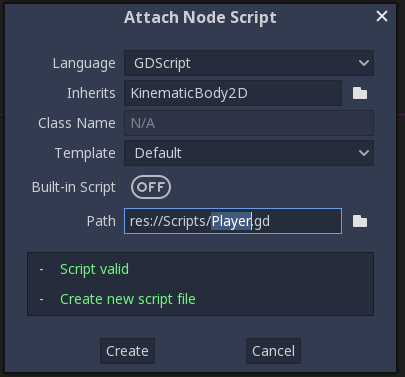 Attach Node Script
Language GDScript
Inherits KinematicBody2D
Class Name N/A
Template Default
Built-in Script OFF
Path res://Scripts/Player.gd
- Script valid
- Create new script file
Create Cancel